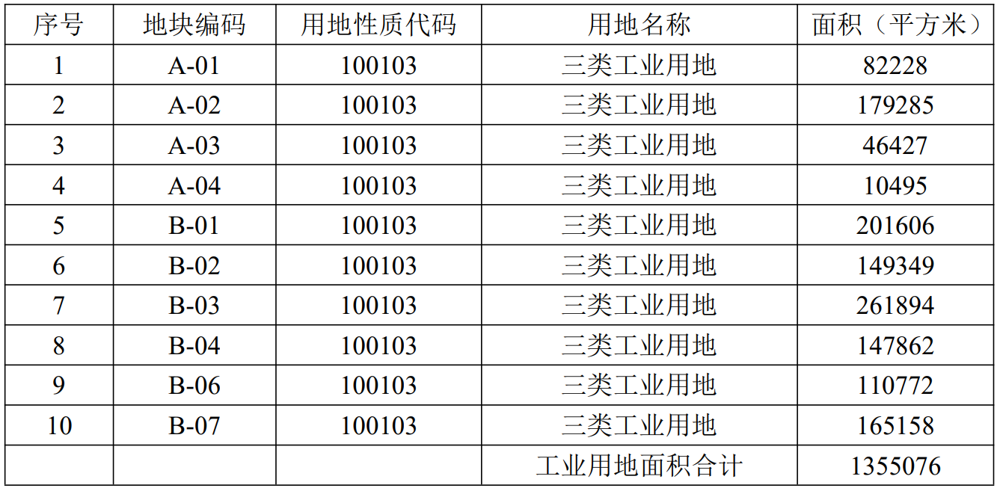 序号 地块编码 用地性质代码 用地名称 面积（平方米）
1 A-01 100103 三类工业用地 82228
2 A-02 100103 三类工业用地 179285
3 A-03 100103 三类工业用地 46427
4 A-04 100103 三类工业用地 10495
5 B-01 100103 三类工业用地 201606
6 B-02 100103 三类工业用地 149349
7 B-03 100103 三类工业用地 261894
8 B-04 100103 三类工业用地 147862
9 B-06 100103 三类工业用地 110772
10 B-07 100103 三类工业用地 165158
工业用地面积合计 1355076